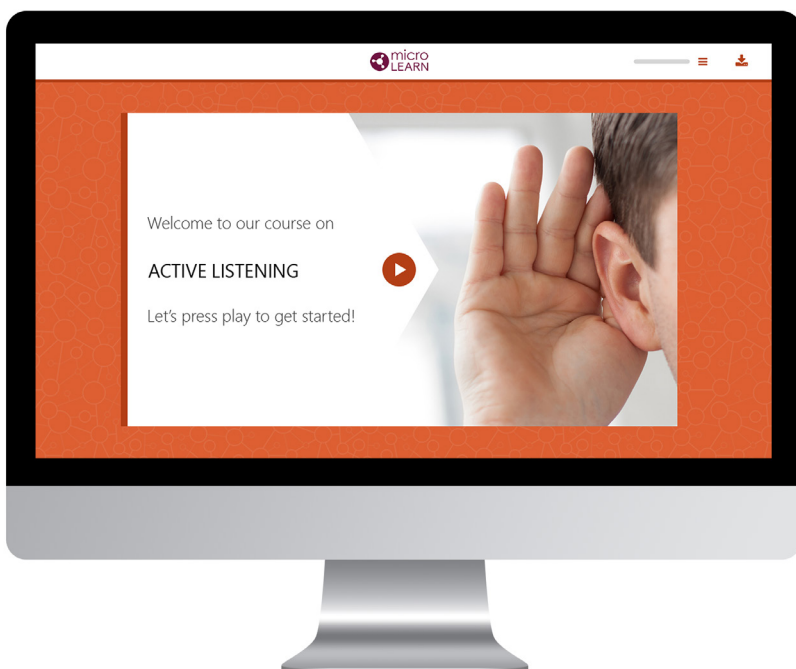 micro
LEARN
Welcome to our course on
ACTIVE LISTENING
Let's press play to get started!